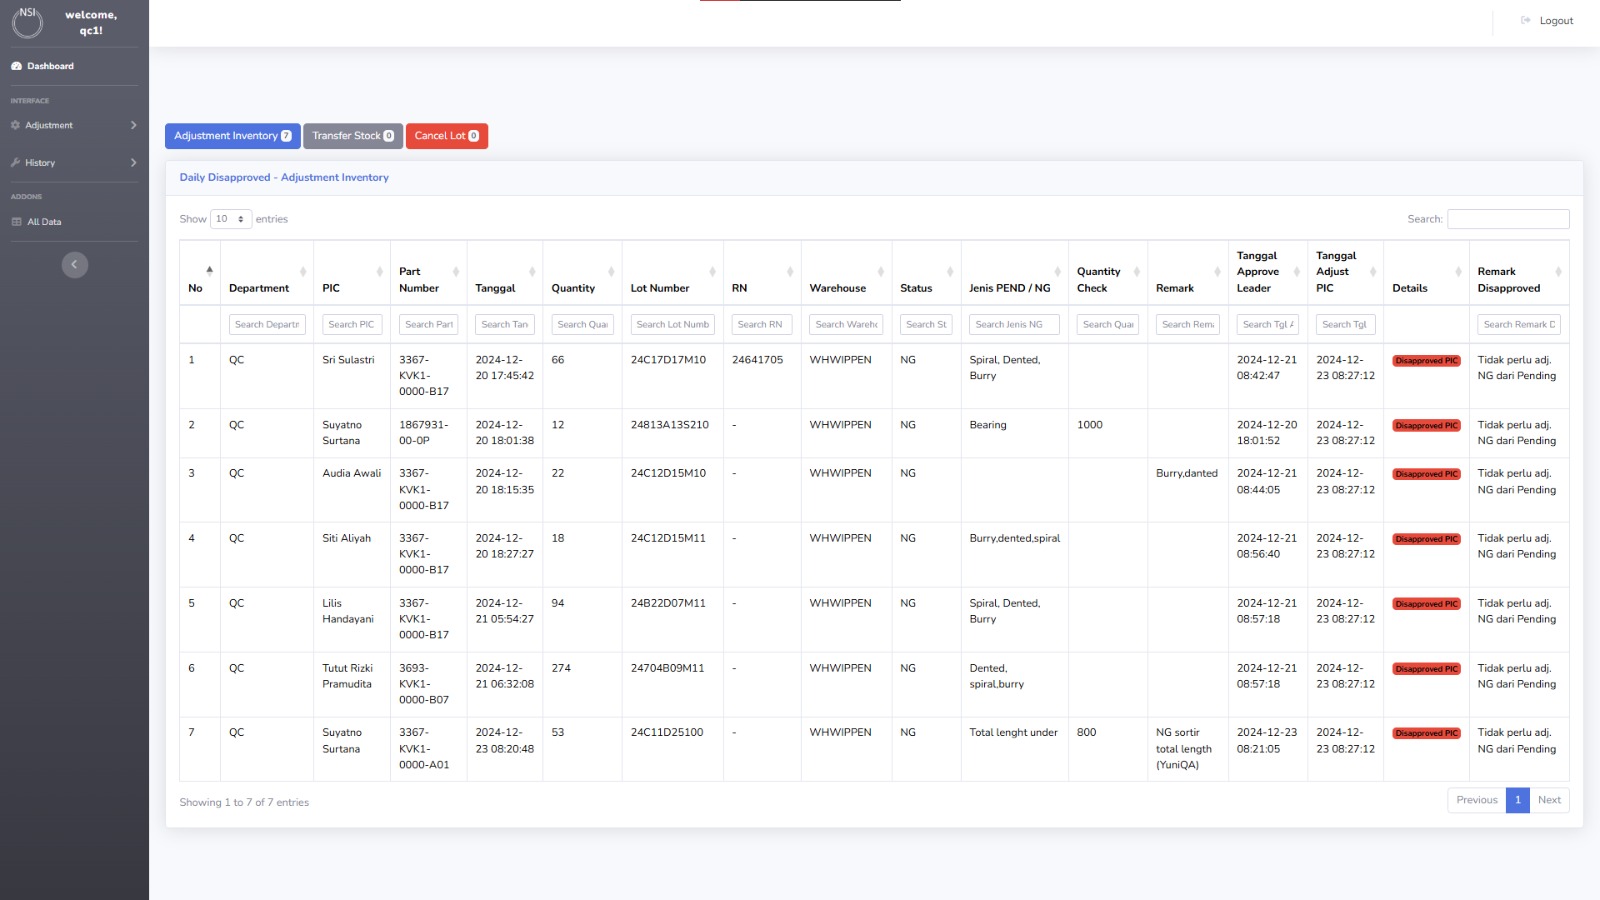 NSI
welcome,
qc1!
Logout
Dashboard
INTERFACE
Adjustment
History
ADDONS
All Data
Adjustment Inventory 7 Transfer Stock 0 Cancel Lot 0
Daily Disapproved - Adjustment Inventory
Show 10 entries Search:
No Department PIC Part Number Tanggal Quantity Lot Number RN Warehouse Status Jenis PEND / NG Quantity Check Remark Tanggal Approve Leader Tanggal Adjust PIC Details Remark Disapproved
Search Departm Search PIC Search Part Search Tan Search Quan Search Lot Numb Search RN Search Wareho Search St Search Jenis NG Search Quan Search Rema Search Tgl A Search Tgl Search Remark D
1 QC Sri Sulastri 3367-KVK1-0000-B17 2024-12-20 17:45:42 66 24C17D17M10 24641705 WHWIPPEN NG Spiral, Dented, Burry 2024-12-21 08:42:47 2024-12-23 08:27:12 Disapproved PIC Tidak perlu adj. NG dari Pending
2 QC Suyatno Surtana 1867931-00-0P 2024-12-20 18:01:38 12 24813A13S210 - WHWIPPEN NG Bearing 1000 2024-12-20 18:01:52 2024-12-23 08:27:12 Disapproved PIC Tidak perlu adj. NG dari Pending
3 QC Audia Awali 3367-KVK1-0000-B17 2024-12-20 18:15:35 22 24C12D15M10 - WHWIPPEN NG Burry,danted 2024-12-21 08:44:05 2024-12-23 08:27:12 Disapproved PIC Tidak perlu adj. NG dari Pending
4 QC Siti Aliyah 3367-KVK1-0000-B17 2024-12-20 18:27:27 18 24C12D15M11 - WHWIPPEN NG Burry,dented,spiral 2024-12-21 08:56:40 2024-12-23 08:27:12 Disapproved PIC Tidak perlu adj. NG dari Pending
5 QC Lilis Handayani 3367-KVK1-0000-B17 2024-12-21 05:54:27 94 24B22D07M11 - WHWIPPEN NG Spiral, Dented, Burry 2024-12-21 08:57:18 2024-12-23 08:27:12 Disapproved PIC Tidak perlu adj. NG dari Pending
6 QC Tutut Rizki Pramudita 3693-KVK1-0000-B07 2024-12-21 06:32:08 274 24704B09M11 - WHWIPPEN NG Dented, spiral,burry 2024-12-21 08:57:18 2024-12-23 08:27:12 Disapproved PIC Tidak perlu adj. NG dari Pending
7 QC Suyatno Surtana 3367-KVK1-0000-A01 2024-12-23 08:20:48 53 24C11D25100 - WHWIPPEN NG Total lenght under 800 NG sortir total length (YuniQA) 2024-12-23 08:21:05 2024-12-23 08:27:12 Disapproved PIC Tidak perlu adj. NG dari Pending
Showing 1 to 7 of 7 entries Previous 1 Next